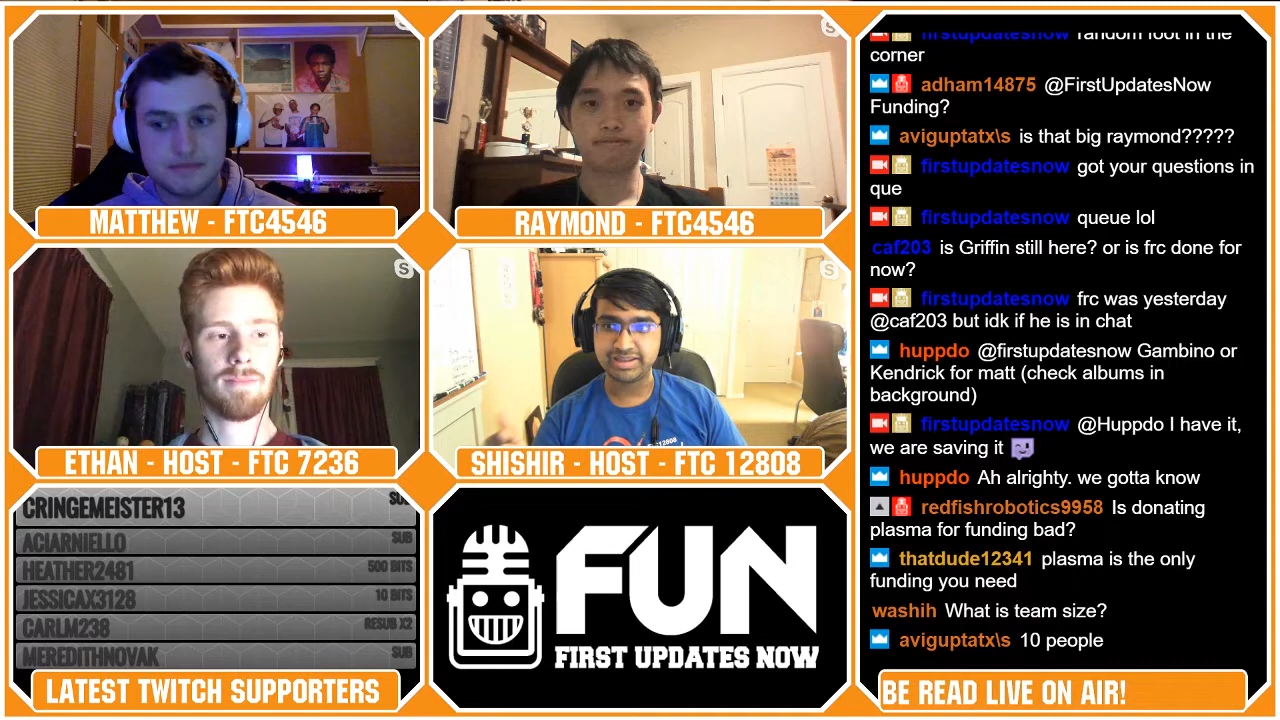 MATTHEW - FTC4546
RAYMOND - FTC4546
ETHAN - HOST - FTC 7236
SHISHIR - HOST - FTC 12808
12808
CRINGEMEISTER13
ACIARNIELLO SUB
HEATHER2481 500 BITS
JESSICAX3128 10 BITS
CARLM238 RESUB X2
MEREDITHNOVAK SUB
LATEST TWITCH SUPPORTERS
FUN
FIRST UPDATES NOW
firstupdatesnow random foot in the
corner
adham14875 @FirstUpdatesNow
Funding?
aviguptatx\s is that big raymond?????
firstupdatesnow got your questions in
que
firstupdatesnow queue lol
caf203 is Griffin still here? or is frc done for
now?
firstupdatesnow frc was yesterday
@caf203 but idk if he is in chat
huppdo @firstupdatesnow Gambino or
Kendrick for matt (check albums in
background)
firstupdatesnow @Huppdo I have it,
we are saving it
huppdo Ah alrighty. we gotta know
redfishrobotics9958 Is donating
plasma for funding bad?
thatdude12341 plasma is the only
funding you need
washih What is team size?
aviguptatx\s 10 people
BE READ LIVE ON AIR!